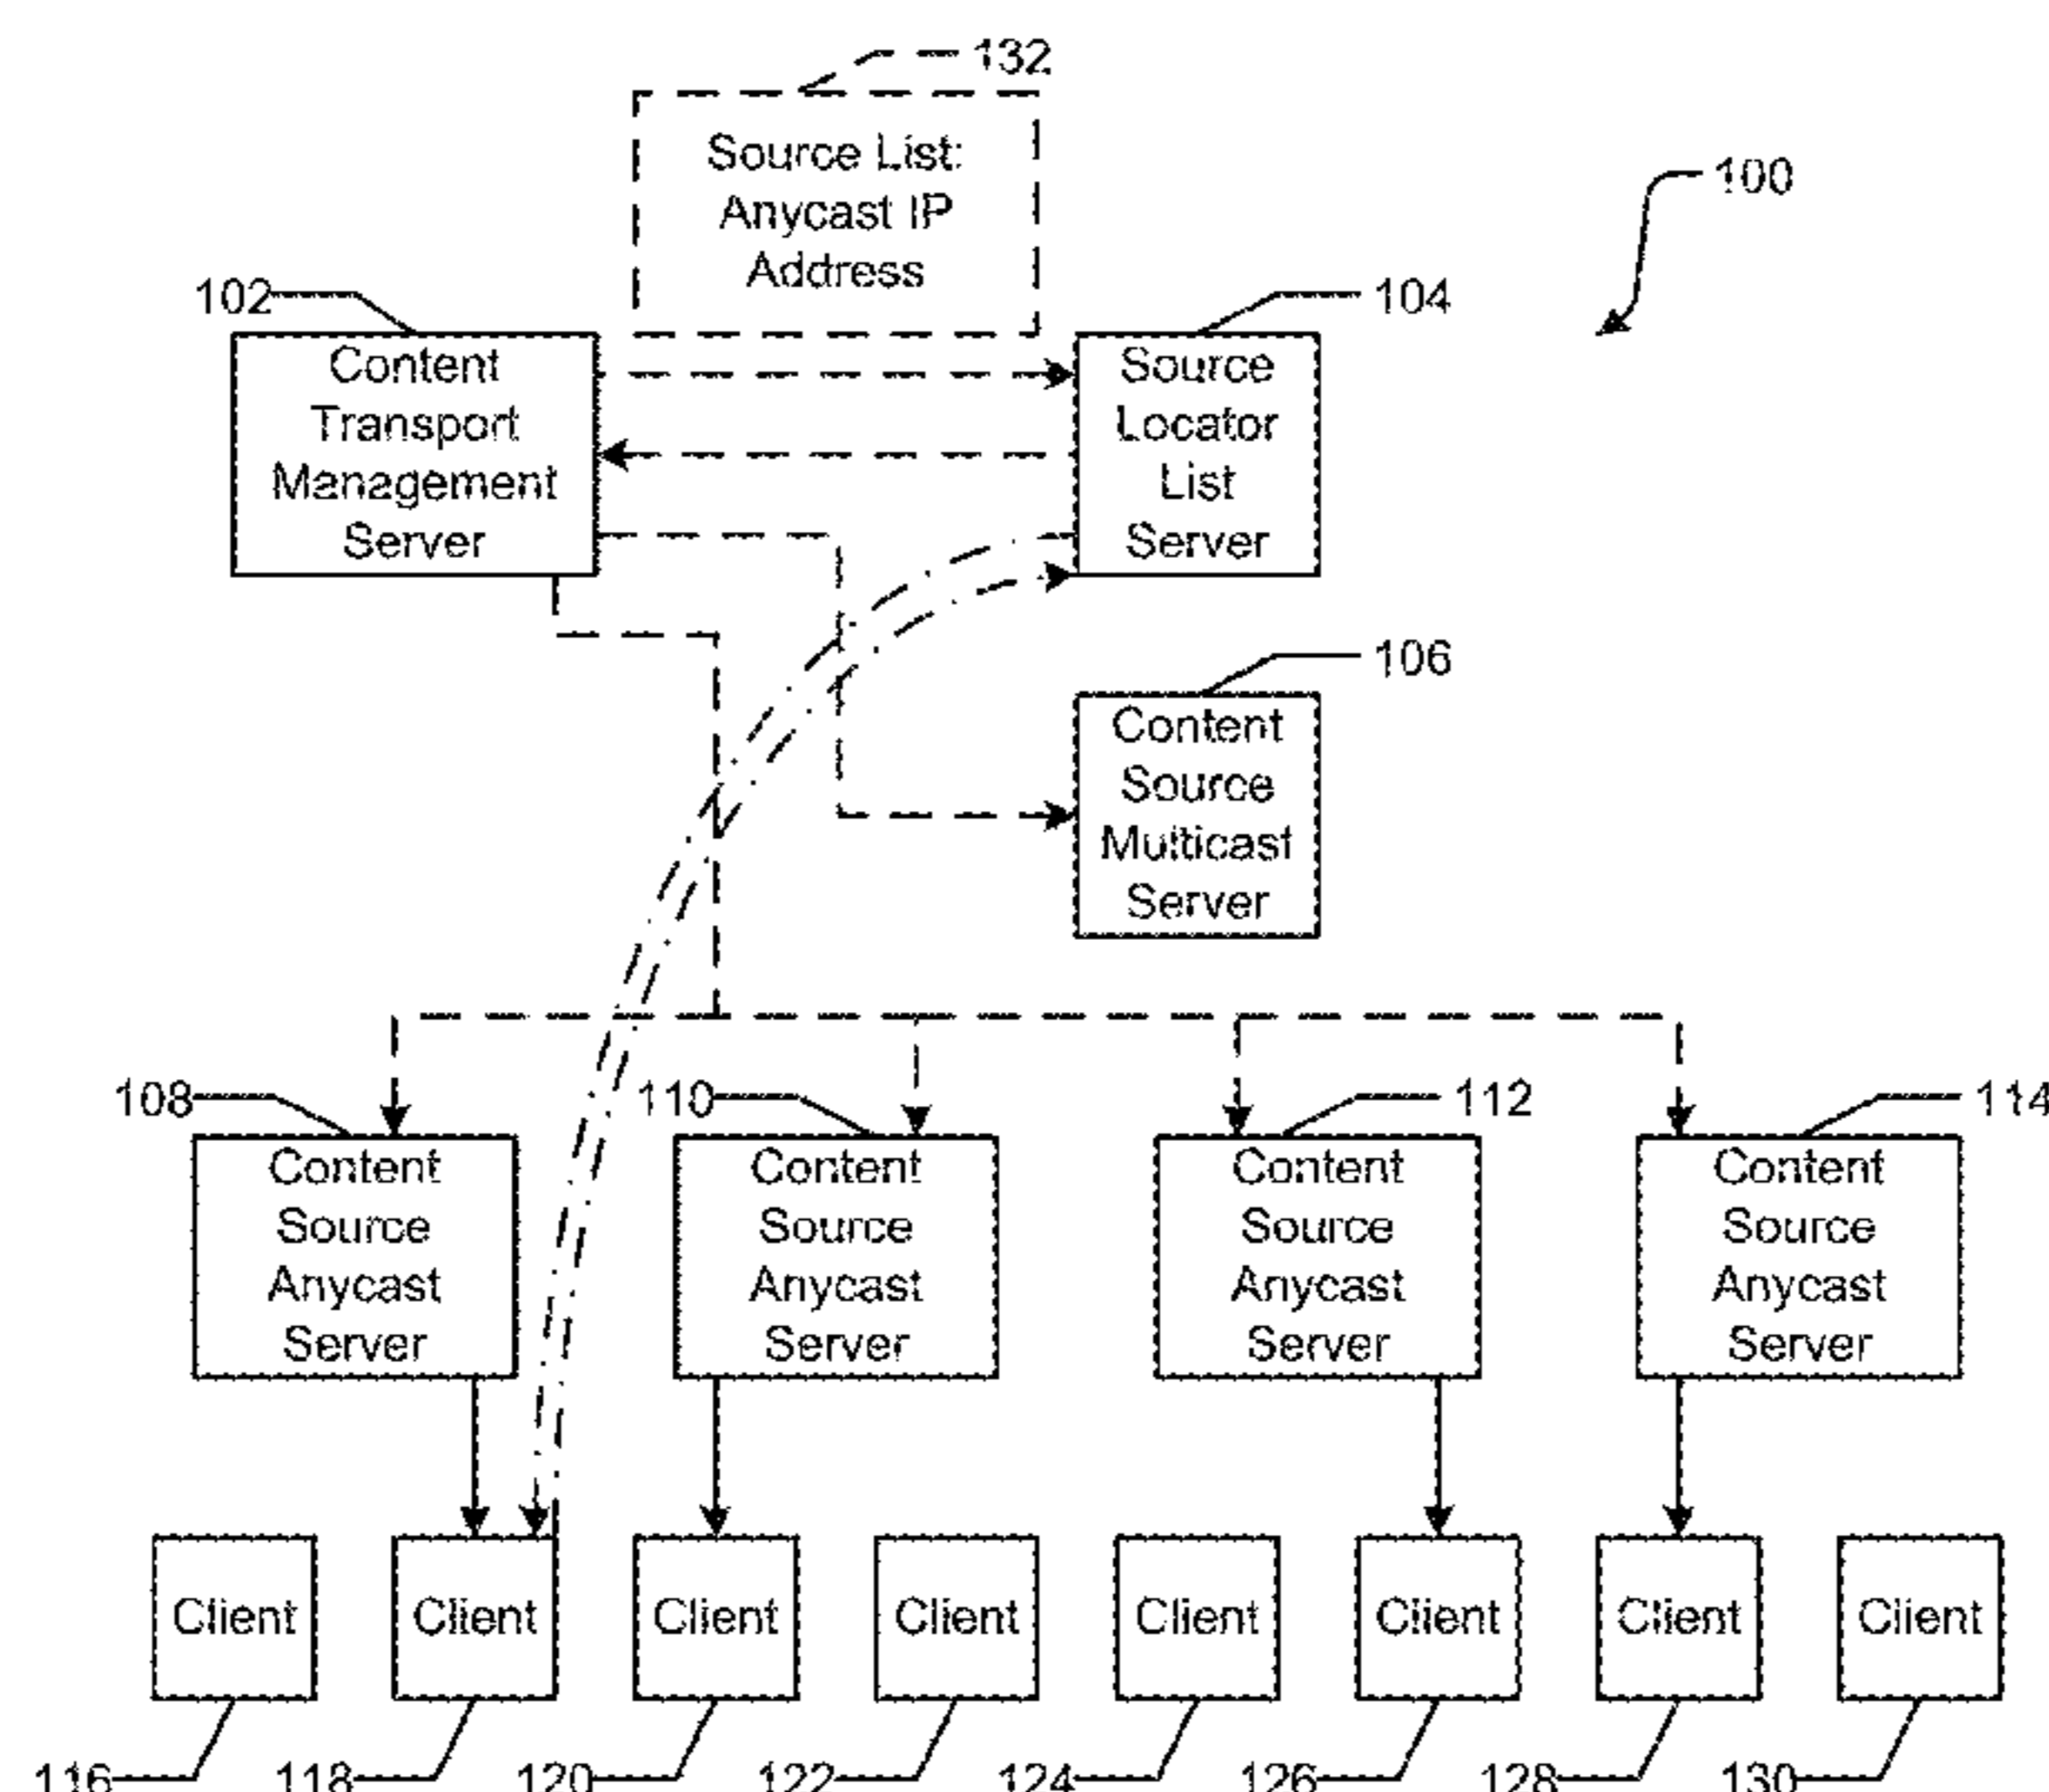 132
Source List:
Anycast IP
Address
100
102
104
Content
Transport
Management
Server
Source
Locator
List
Server
106
Content
Source
Multicast
Server
108
110
112
114
Content
Source
Anycast
Server
Content
Source
Anycast
Server
Content
Source
Anycast
Server
Content
Source
Anycast
Server
Client
Client
Client
Client
Client
Client
Client
Client
116
118
120
122
124
126
128
130